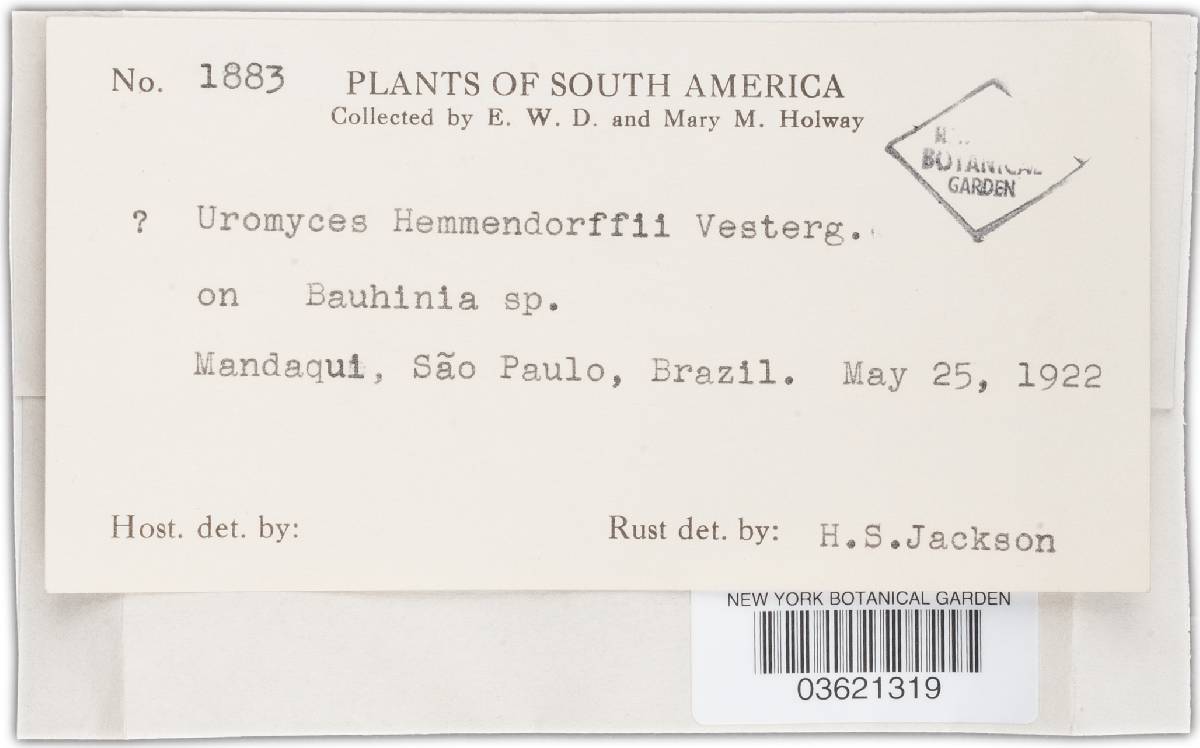 No. 1883 PLANTS OF SOUTH AMERICA
Collected by E. W. D. and Mary M. Holway
BOTANICAL
GARDEN
? Uromyces Hemmendorffii Vesterg.
on Bauhinia sp.
Mandaqui, São Paulo, Brazil. May 25, 1922
Host. det. by: Rust det. by: H.S.Jackson
NEW YORK BOTANICAL GARDEN
03621319